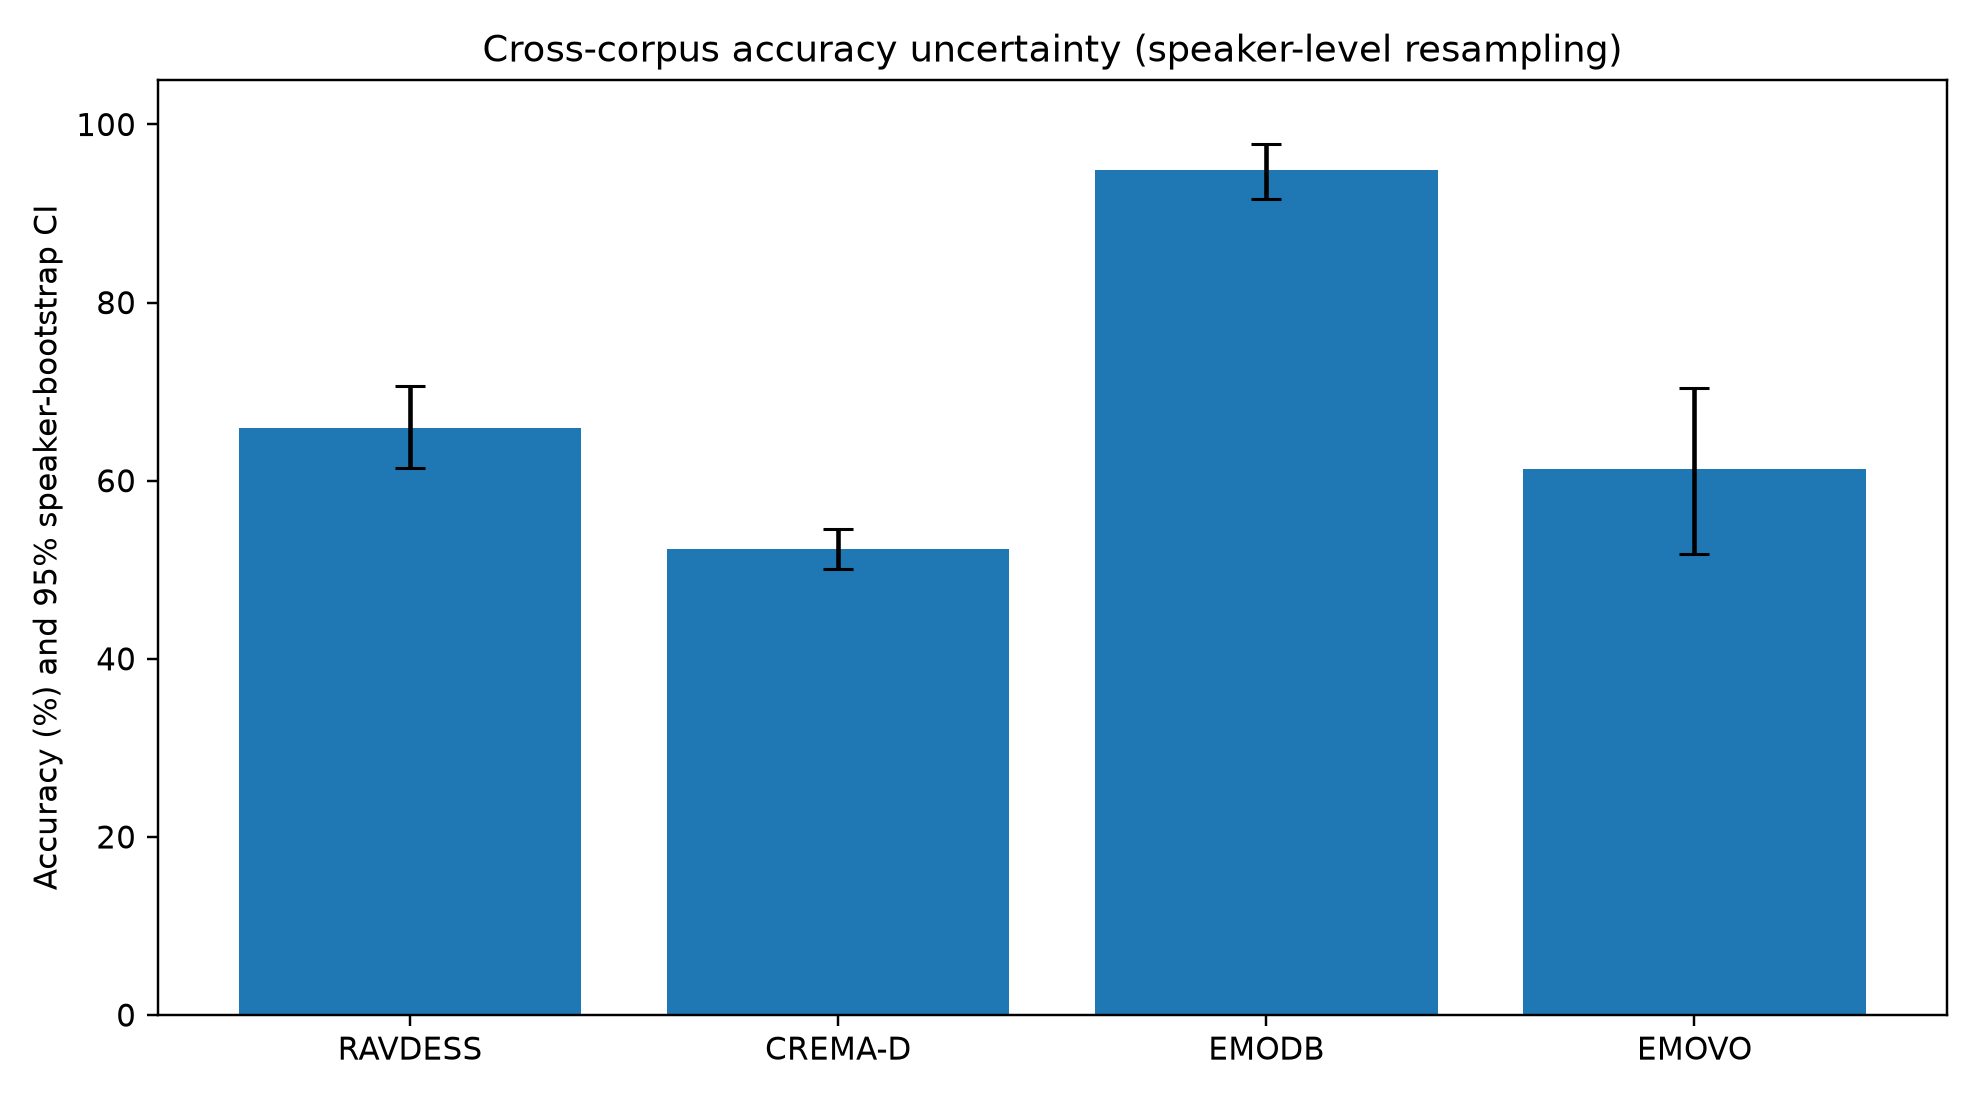 Cross-corpus accuracy uncertainty (speaker-level resampling)
Accuracy (%) and 95% speaker-bootstrap CI
100
80
60
40
20
0
RAVDESS
CREMA-D
EMODB
EMOVO